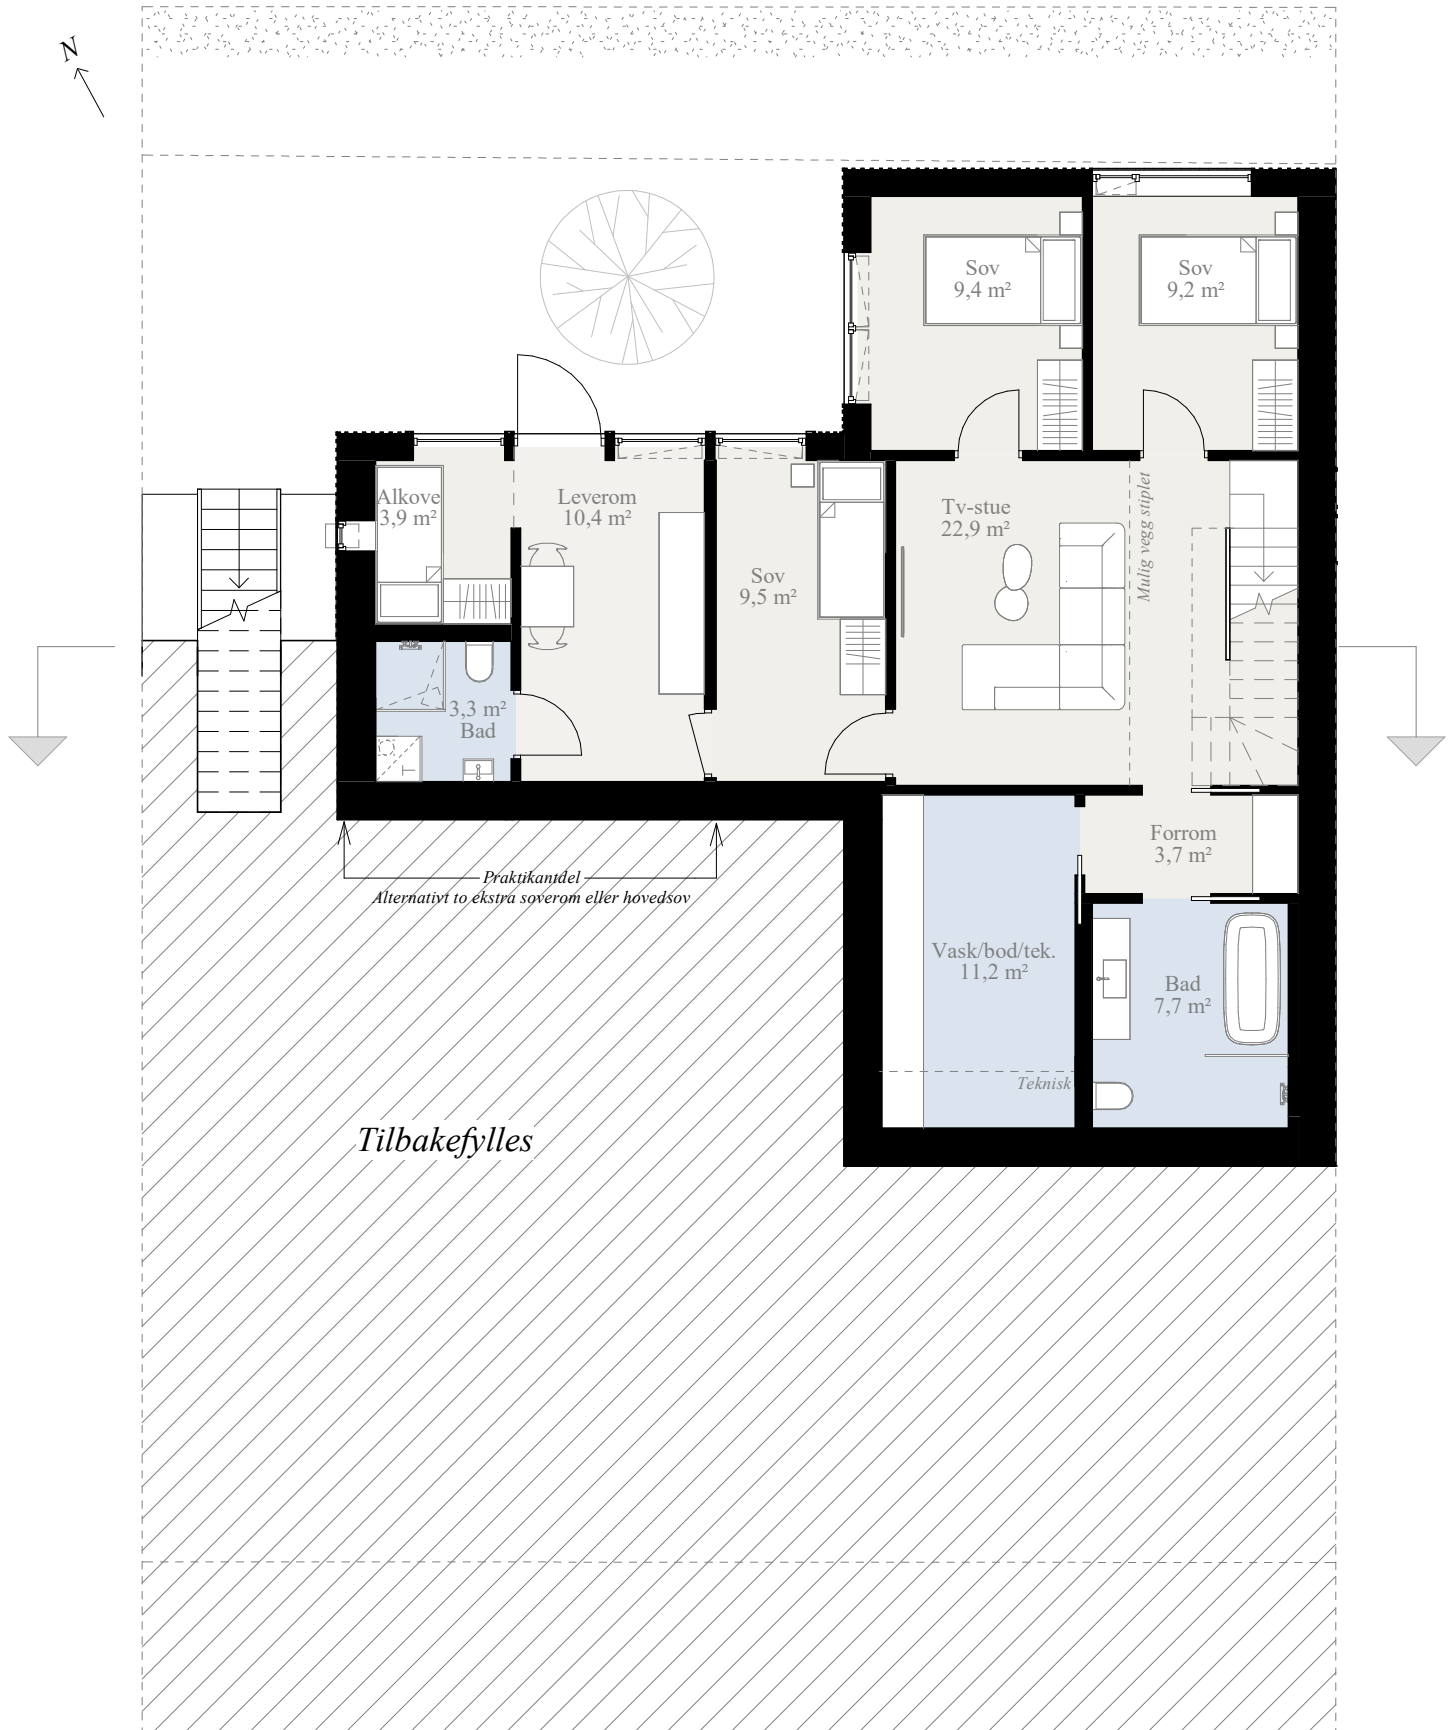 N
Sov
9,4 m²
Sov
9,2 m²
Alkove
3,9 m²
Leverom
10,4 m²
Sov
9,5 m²
Tv-stue
22,9 m²
Mulig vegg stiplet
3,3 m²
Bad
Forrom
3,7 m²
Praktikantdel
Alternativt to ekstra soverom eller hovedsov
Vask/bod/tek.
11,2 m²
Bad
7,7 m²
Teknisk
Tilbakefylles